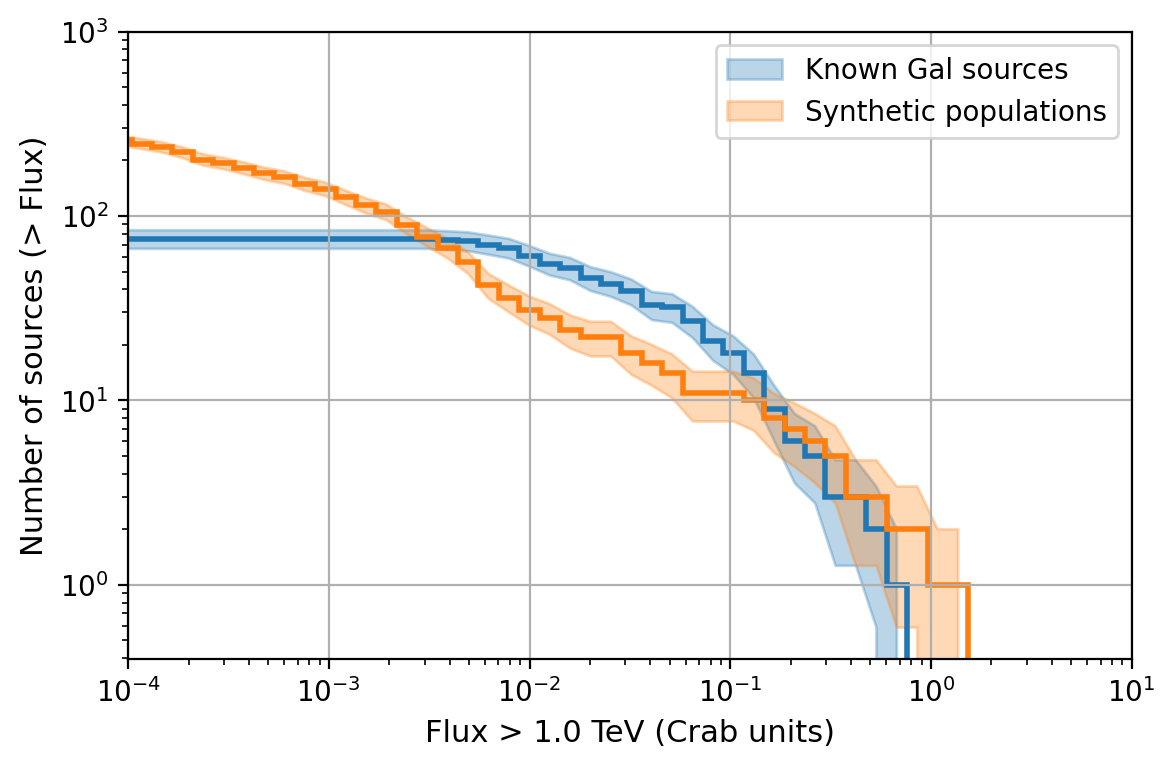 Number of sources (> Flux)
10³
10²
10¹
10⁰
Known Gal sources
Synthetic populations
10⁻⁴ 10⁻³ 10⁻² 10⁻¹ 10⁰ 10¹
Flux > 1.0 TeV (Crab units)